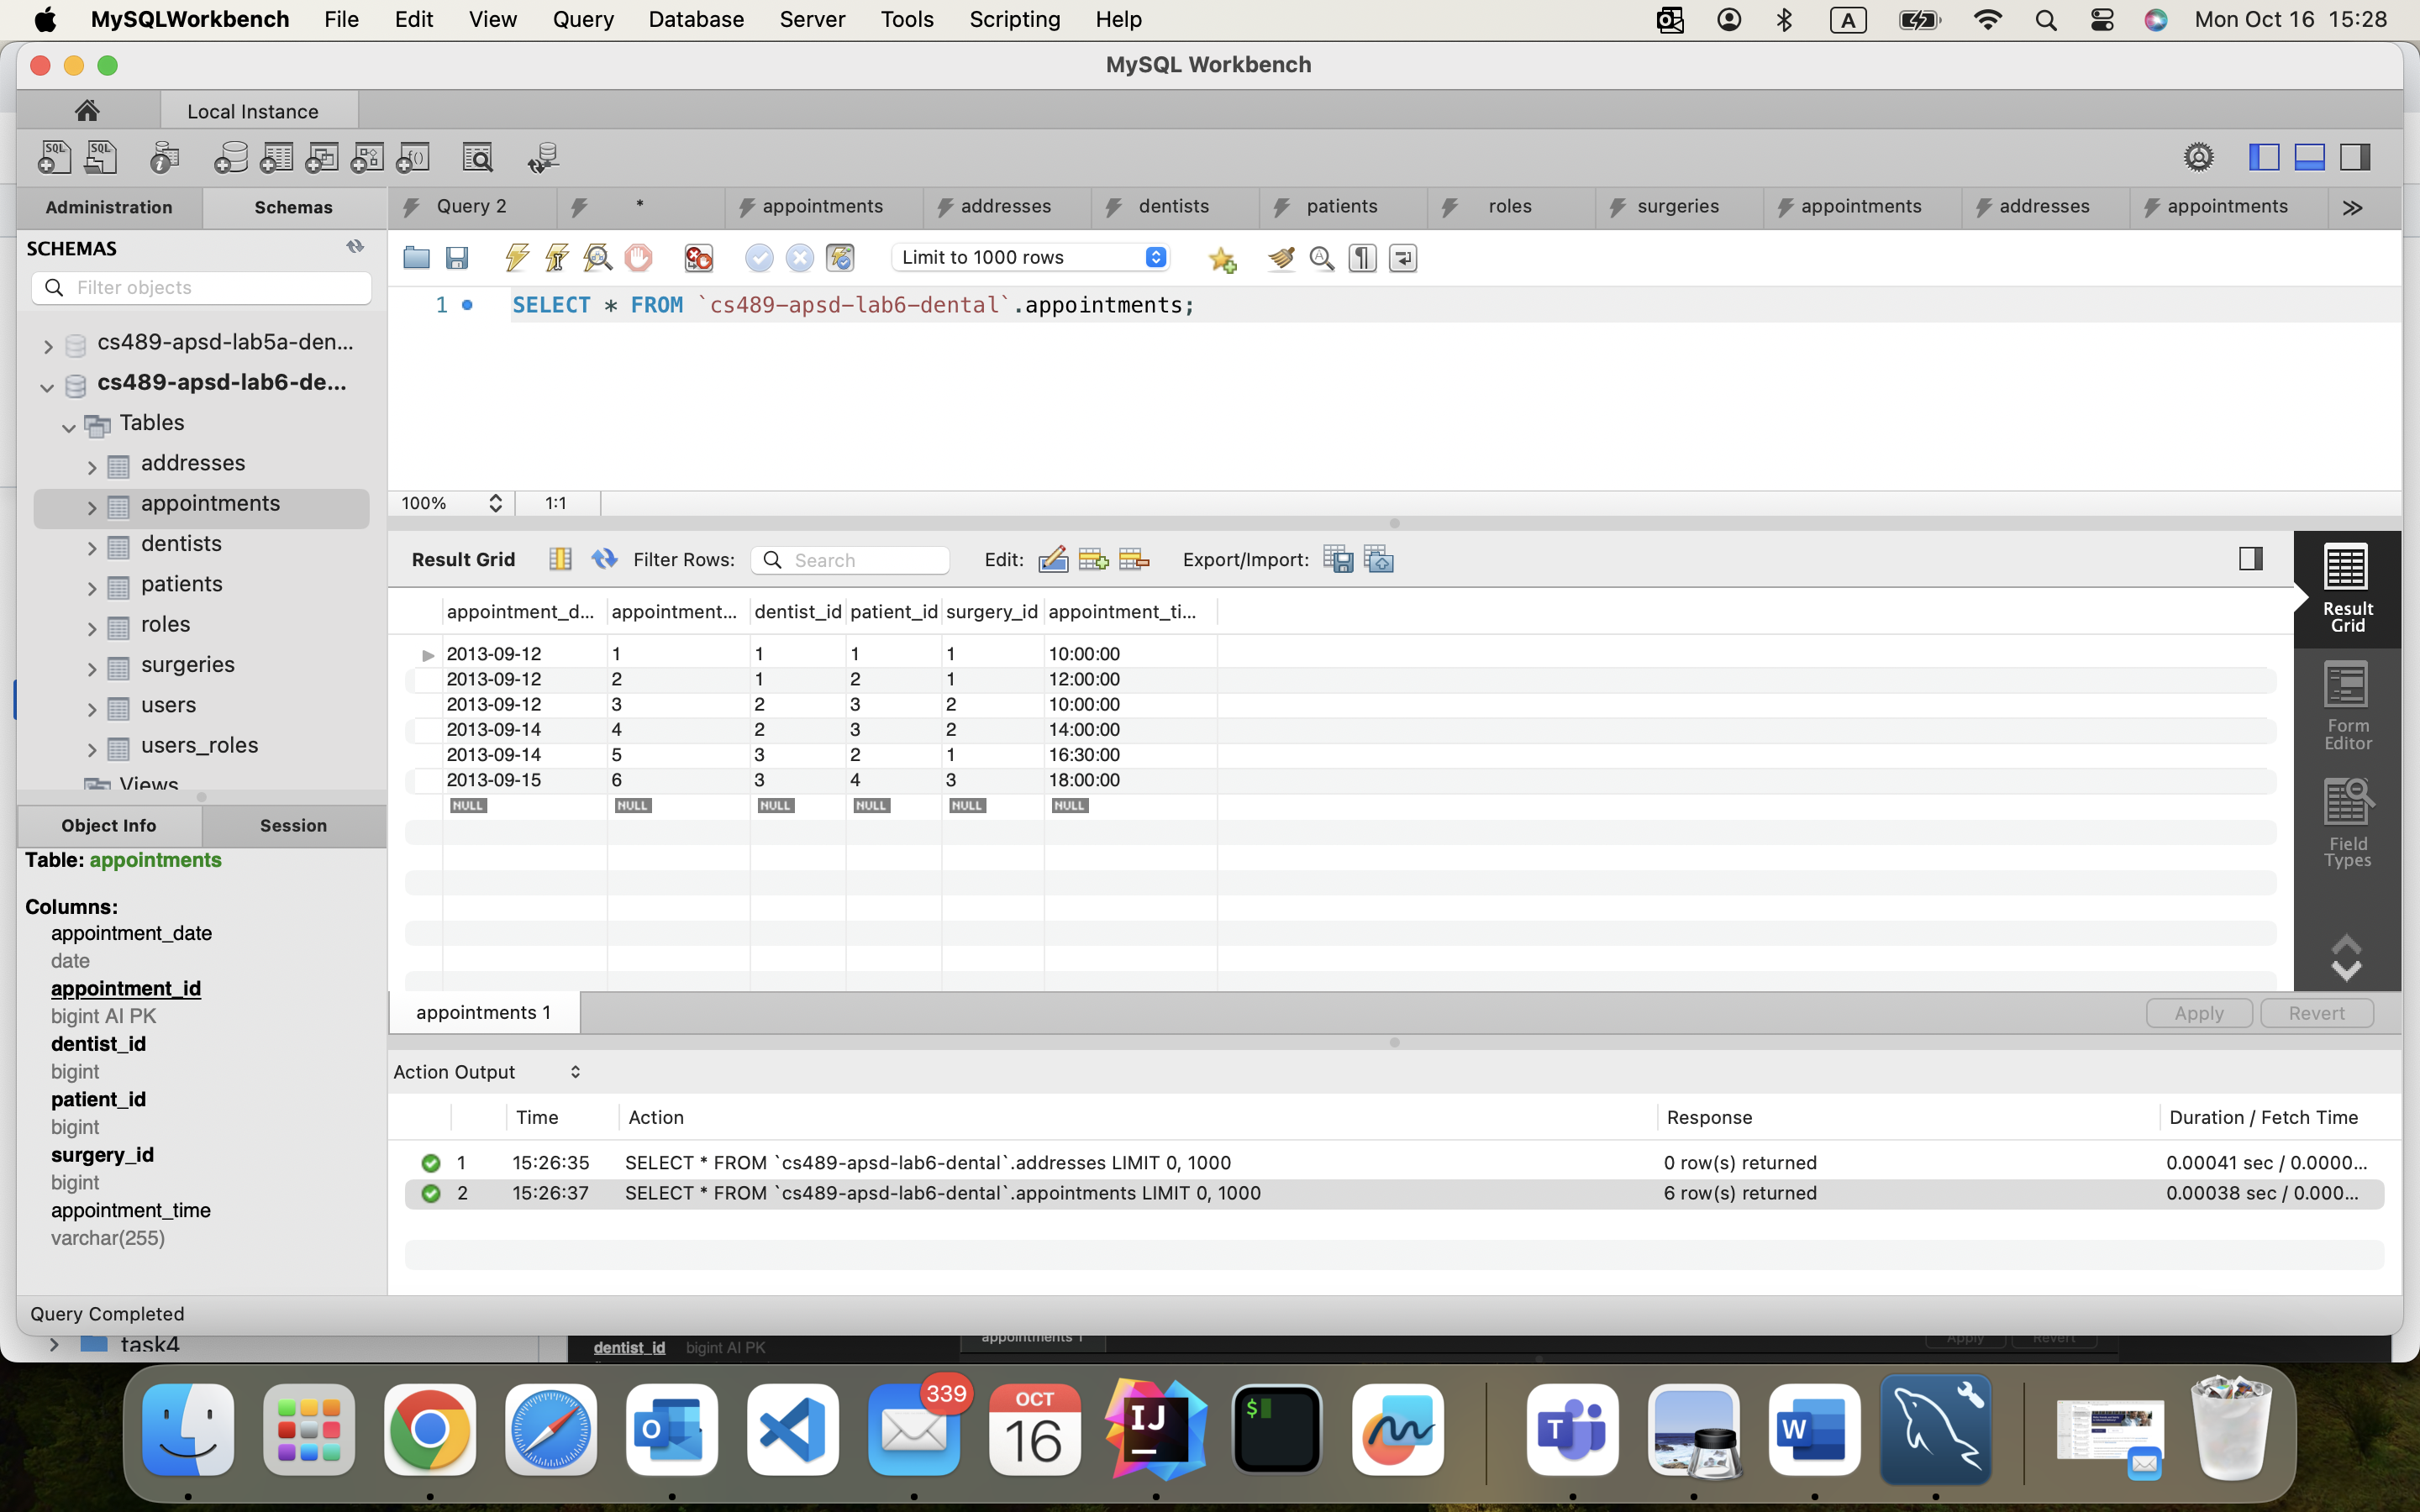 MySQLWorkbench File Edit View Query Database Server Tools Scripting Help A Mon Oct 16 15:28
MySQL Workbench
Local Instance
Administration Schemas Query 2 * appointments addresses dentists patients roles surgeries appointments addresses appointments
SCHEMAS
Filter objects
Limit to 1000 rows
1 SELECT * FROM `cs489-apsd-lab6-dental`.appointments;
cs489-apsd-lab5a-den...
cs489-apsd-lab6-de...
Tables
addresses
appointments
dentists
patients
roles
surgeries
users
users_roles
Views
100% 1:1
Result Grid Filter Rows: Search Edit: Export/Import:
appointment_d... appointment... dentist_id patient_id surgery_id appointment_ti...
2013-09-12 1 1 1 1 10:00:00
2013-09-12 2 1 2 1 12:00:00
2013-09-12 3 2 3 2 10:00:00
2013-09-14 4 2 3 2 14:00:00
2013-09-14 5 3 2 1 16:30:00
2013-09-15 6 3 4 3 18:00:00
NULL NULL NULL NULL NULL NULL
Result
Grid
Form
Editor
Field
Types
Object Info Session
Table: appointments
Columns:
appointment_date
date
appointment_id
bigint AI PK
dentist_id
bigint
patient_id
bigint
surgery_id
bigint
appointment_time
varchar(255)
appointments 1 Apply Revert
Action Output
Time Action Response Duration / Fetch Time
1 15:26:35 SELECT * FROM `cs489-apsd-lab6-dental`.addresses LIMIT 0, 1000 0 row(s) returned 0.00041 sec / 0.0000...
2 15:26:37 SELECT * FROM `cs489-apsd-lab6-dental`.appointments LIMIT 0, 1000 6 row(s) returned 0.00038 sec / 0.000...
Query Completed
task4
dentist_id bigint AI PK appointments 1 Apply Revert
339
OCT
16
IJ
$
O
T
W